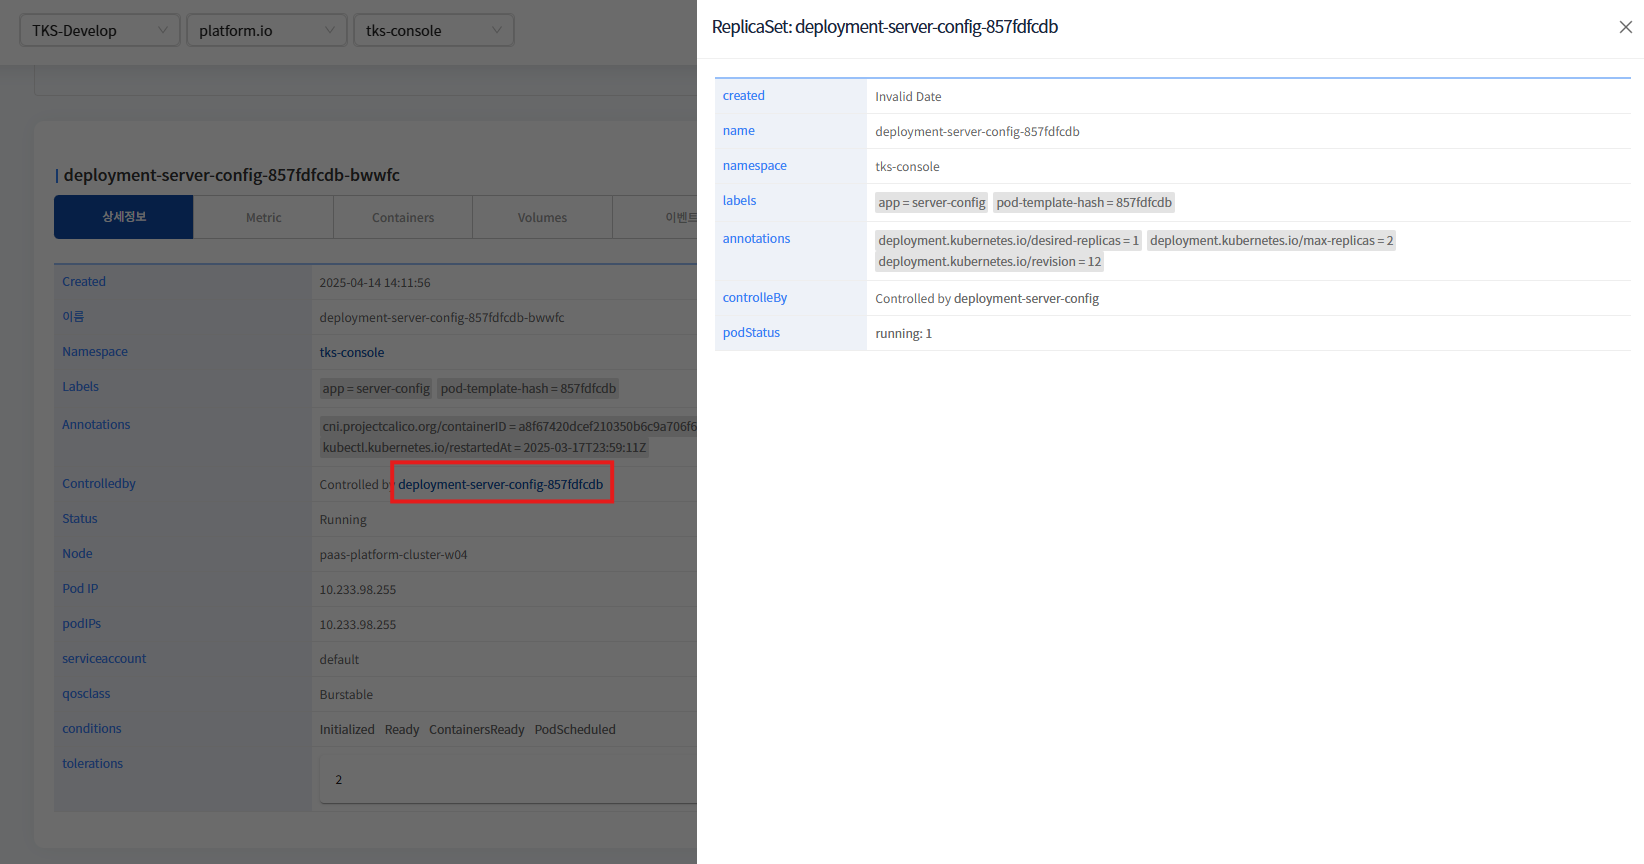 TKS-Develop platform.io tks-console
deployment-server-config-857fdfcdb-bwwfc
상세정보 Metric Containers Volumes 이벤트
Created 2025-04-14 14:11:56
이름 deployment-server-config-857fdfcdb-bwwfc
Namespace tks-console
Labels app = server-config pod-template-hash = 857fdfcdb
Annotations cni.projectcalico.org/containerID = a8f67420dcef210350b6c9a706f6
kubectl.kubernetes.io/restartedAt = 2025-03-17T23:59:11Z
Controlledby Controlled by deployment-server-config-857fdfcdb
Status Running
Node paas-platform-cluster-w04
Pod IP 10.233.98.255
podIPs 10.233.98.255
serviceaccount default
qosclass Burstable
conditions Initialized Ready ContainersReady PodScheduled
tolerations 2
ReplicaSet: deployment-server-config-857fdfcdb
created Invalid Date
name deployment-server-config-857fdfcdb
namespace tks-console
labels app = server-config pod-template-hash = 857fdfcdb
annotations deployment.kubernetes.io/desired-replicas = 1 deployment.kubernetes.io/max-replicas = 2
deployment.kubernetes.io/revision = 12
controlleBy Controlled by deployment-server-config
podStatus running: 1